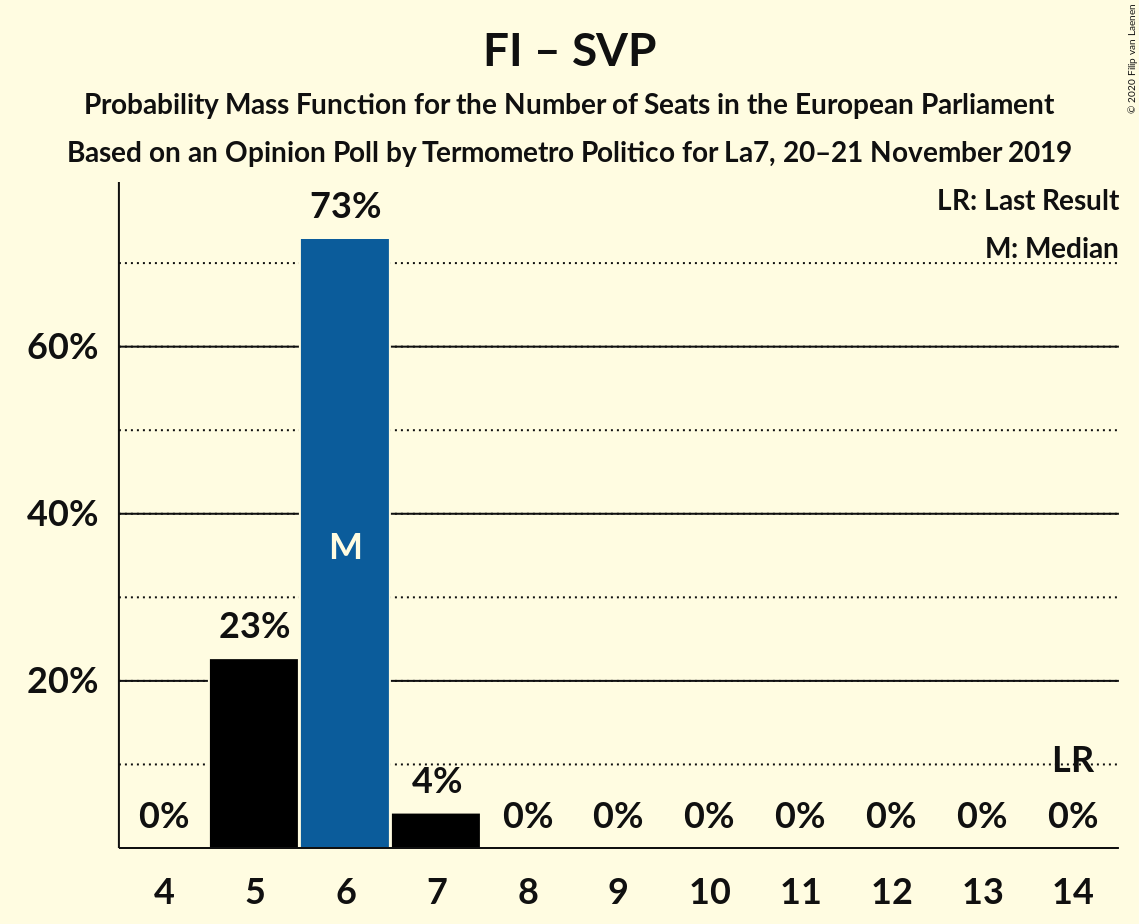 FI – SVP
Probability Mass Function for the Number of Seats in the European Parliament
Based on an Opinion Poll by Termometro Politico for La7, 20–21 November 2019
© 2020 Filip van Laenen
LR: Last Result
M: Median
73%
60%
40%
M
23%
20%
LR
4%
0% 0% 0% 0% 0% 0% 0% 0%
4 5 6 7 8 9 10 11 12 13 14